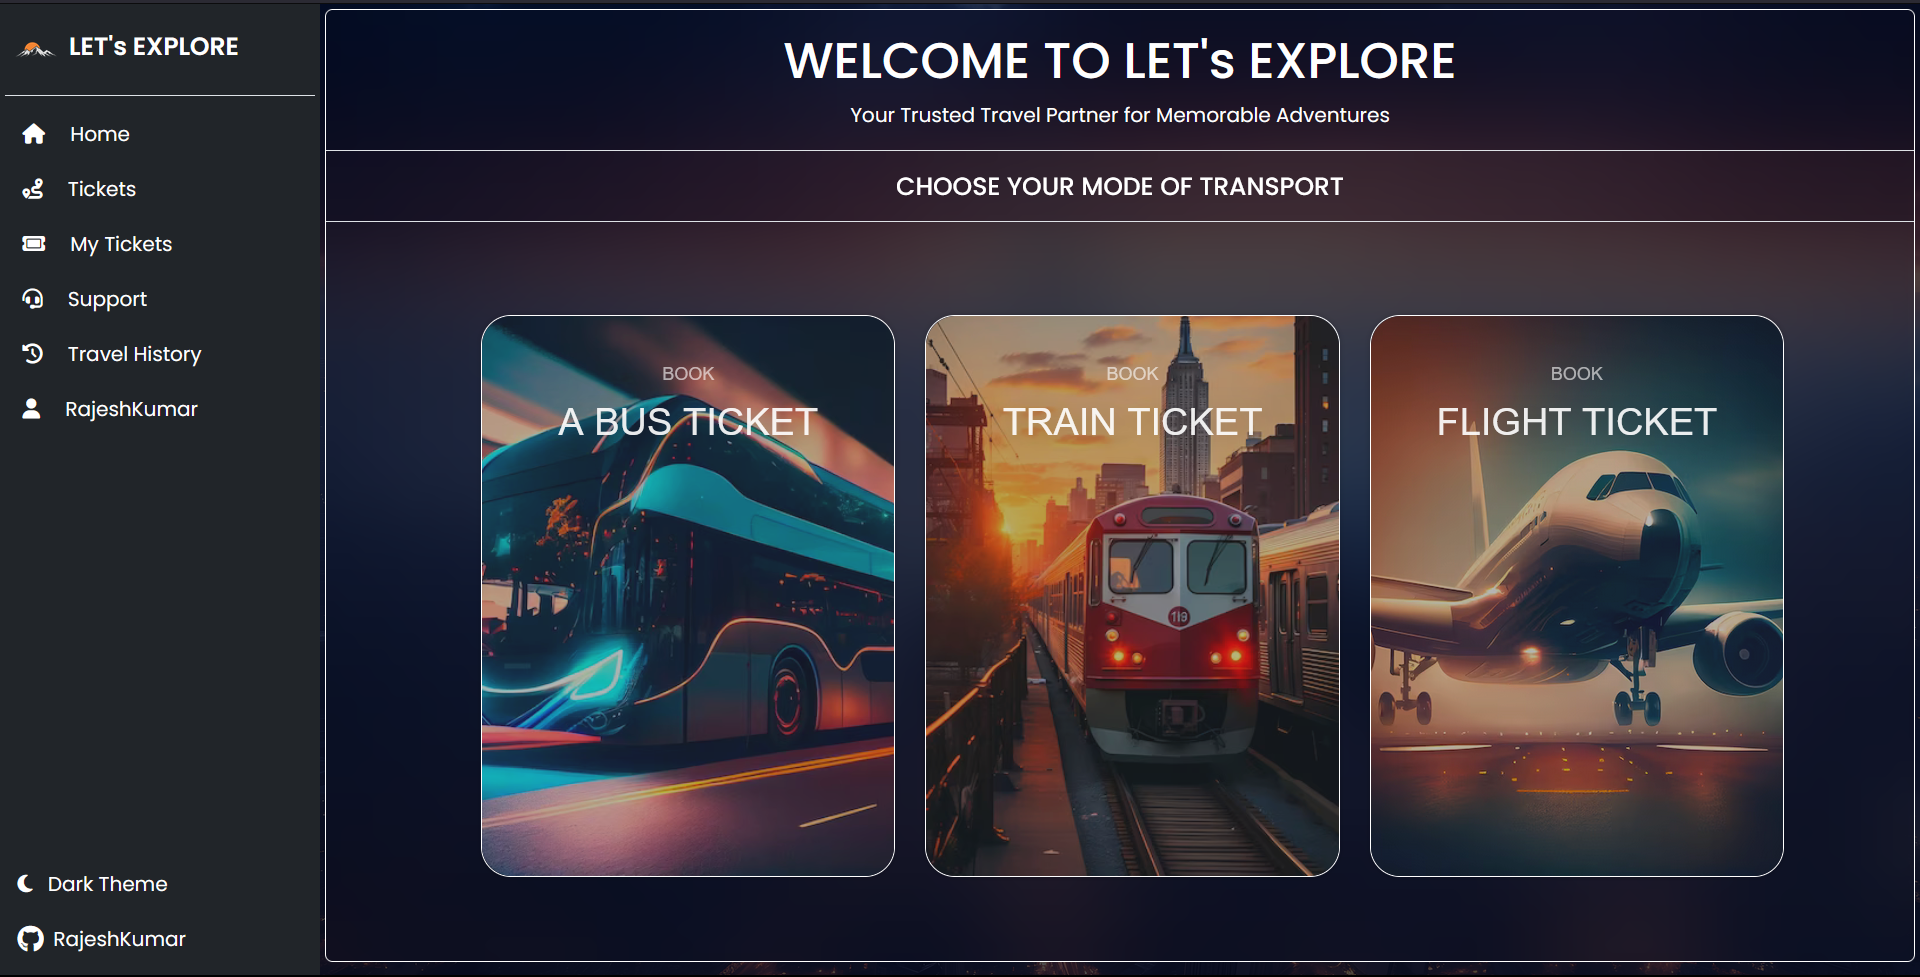 LET's EXPLORE
Home
Tickets
My Tickets
Support
Travel History
RajeshKumar
Dark Theme
RajeshKumar
WELCOME TO LET's EXPLORE
Your Trusted Travel Partner for Memorable Adventures
CHOOSE YOUR MODE OF TRANSPORT
BOOK
A BUS TICKET
BOOK
TRAIN TICKET
119
BOOK
FLIGHT TICKET